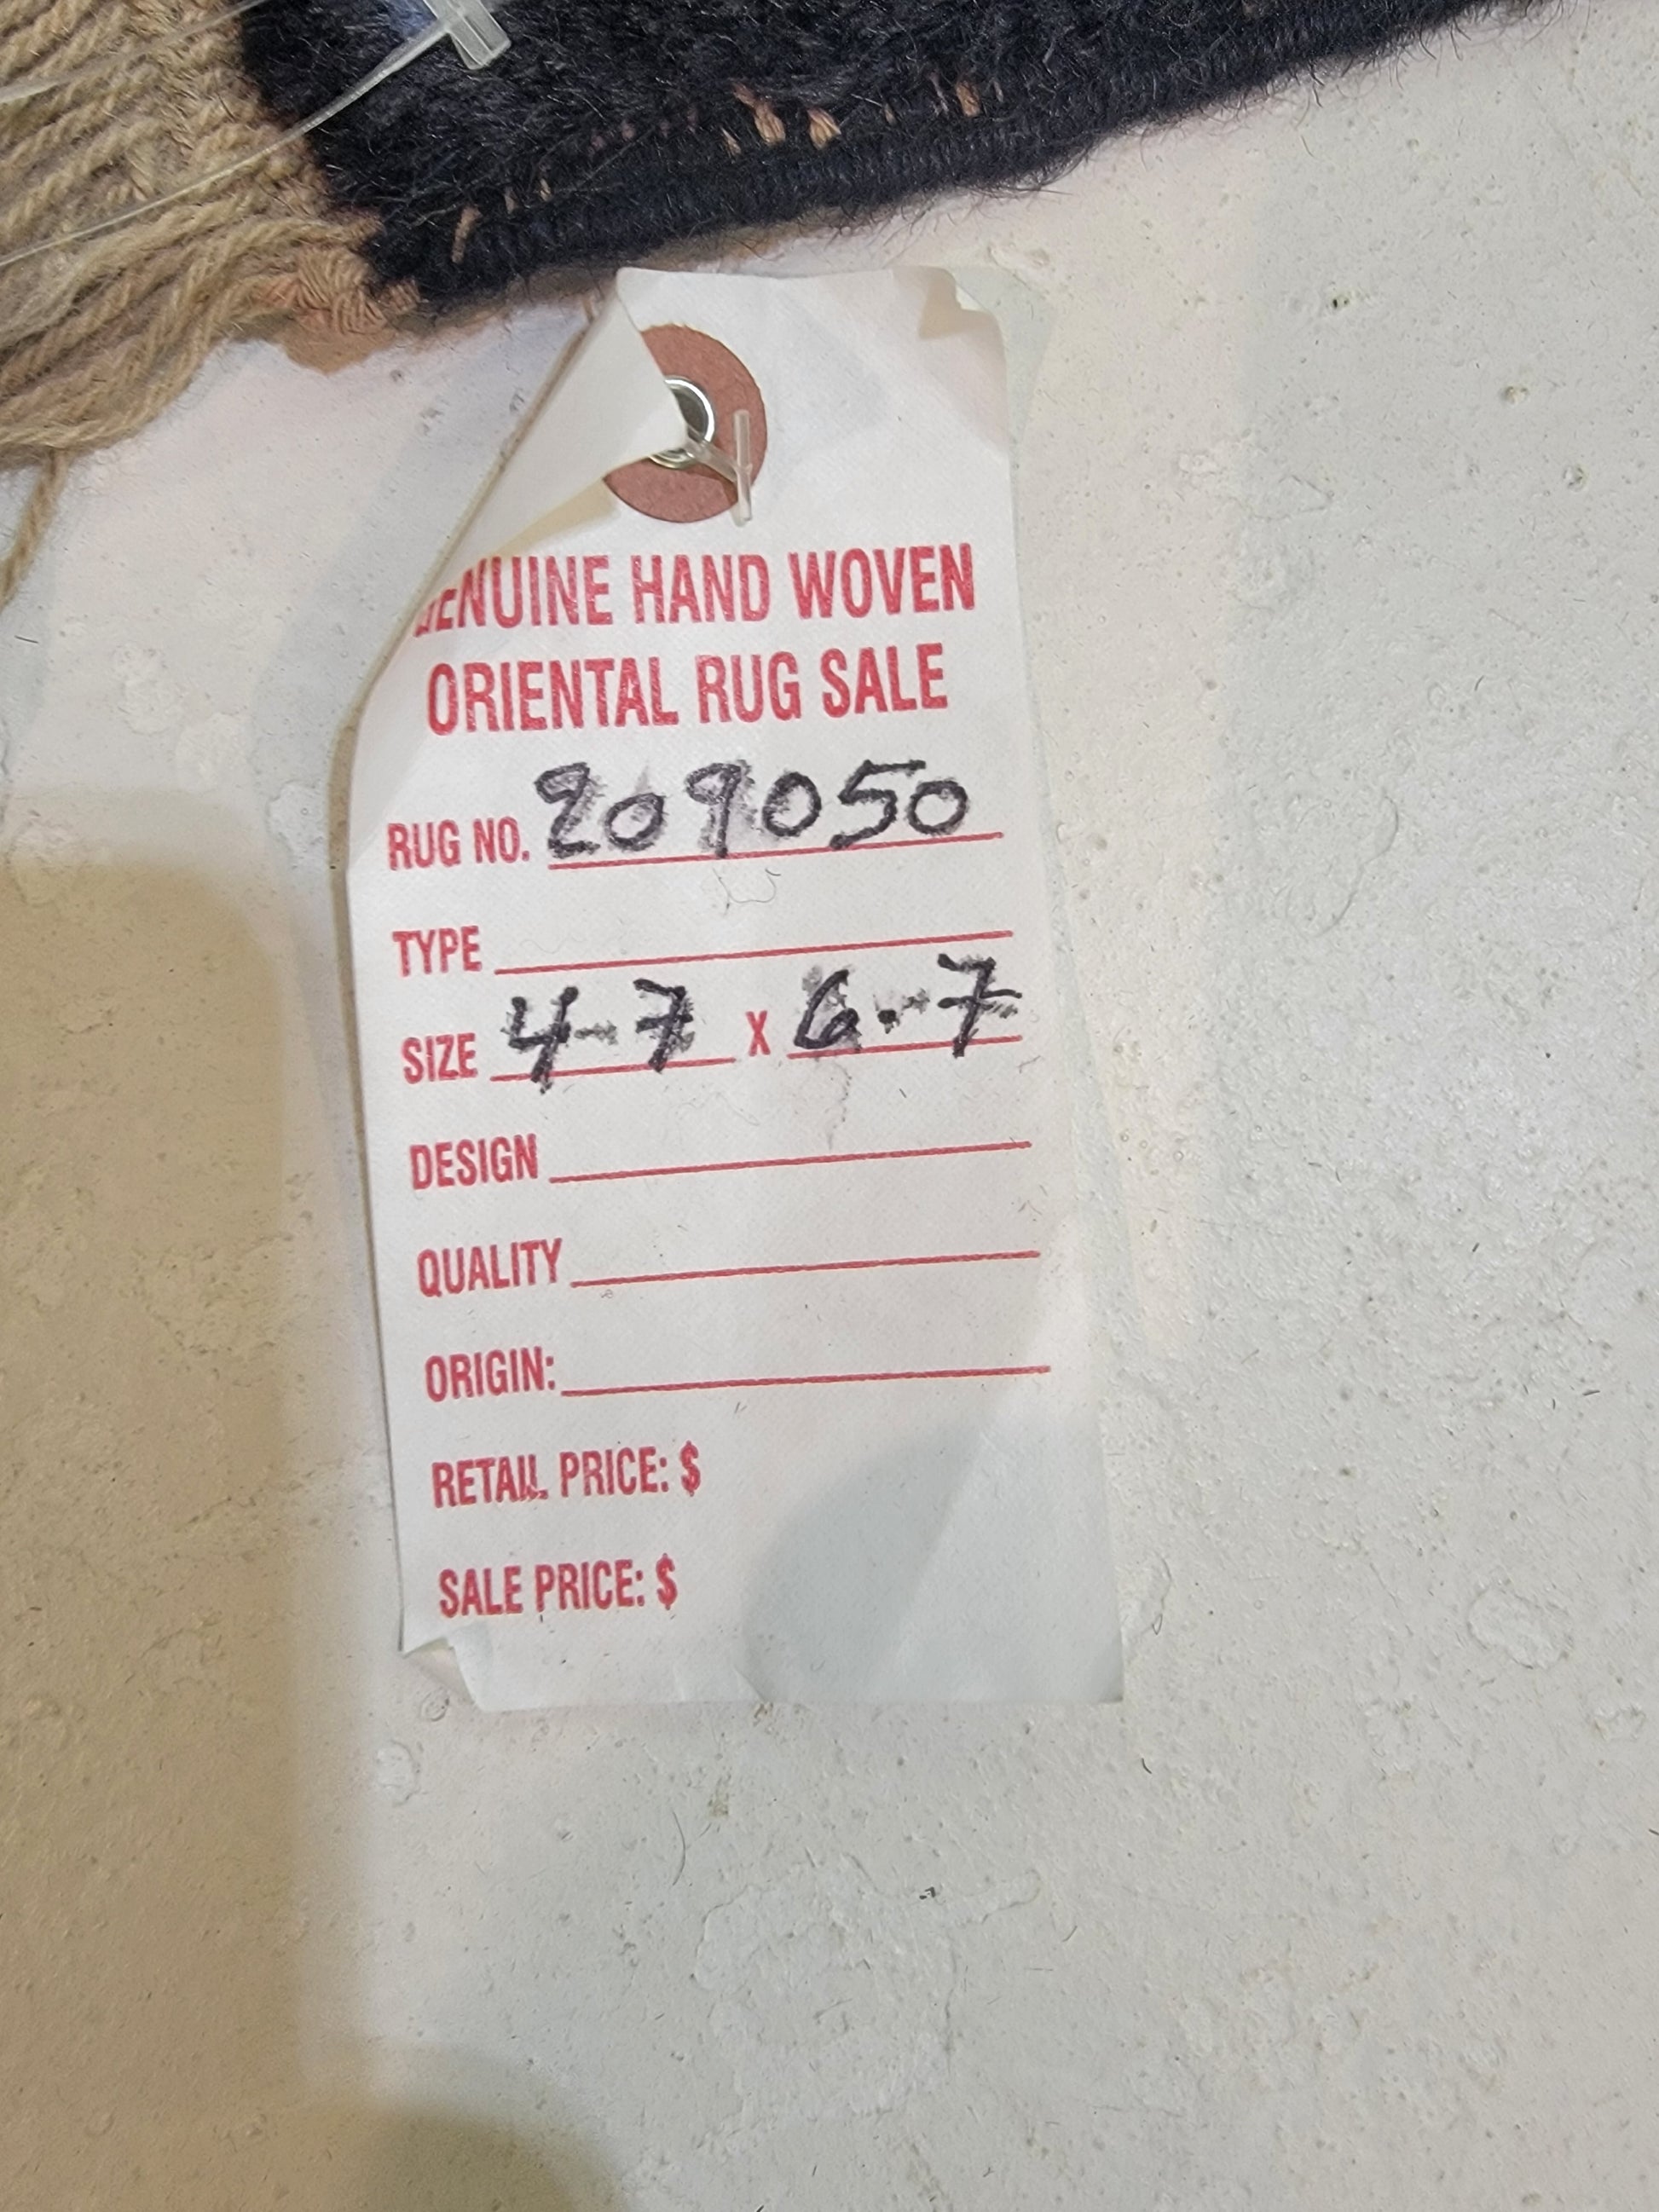 GENUINE HAND WOVEN
ORIENTAL RUG SALE
RUG NO. 209050
TYPE
SIZE 4-7 X 6-7
DESIGN
QUALITY
ORIGIN:
RETAIL PRICE: $
SALE PRICE: $